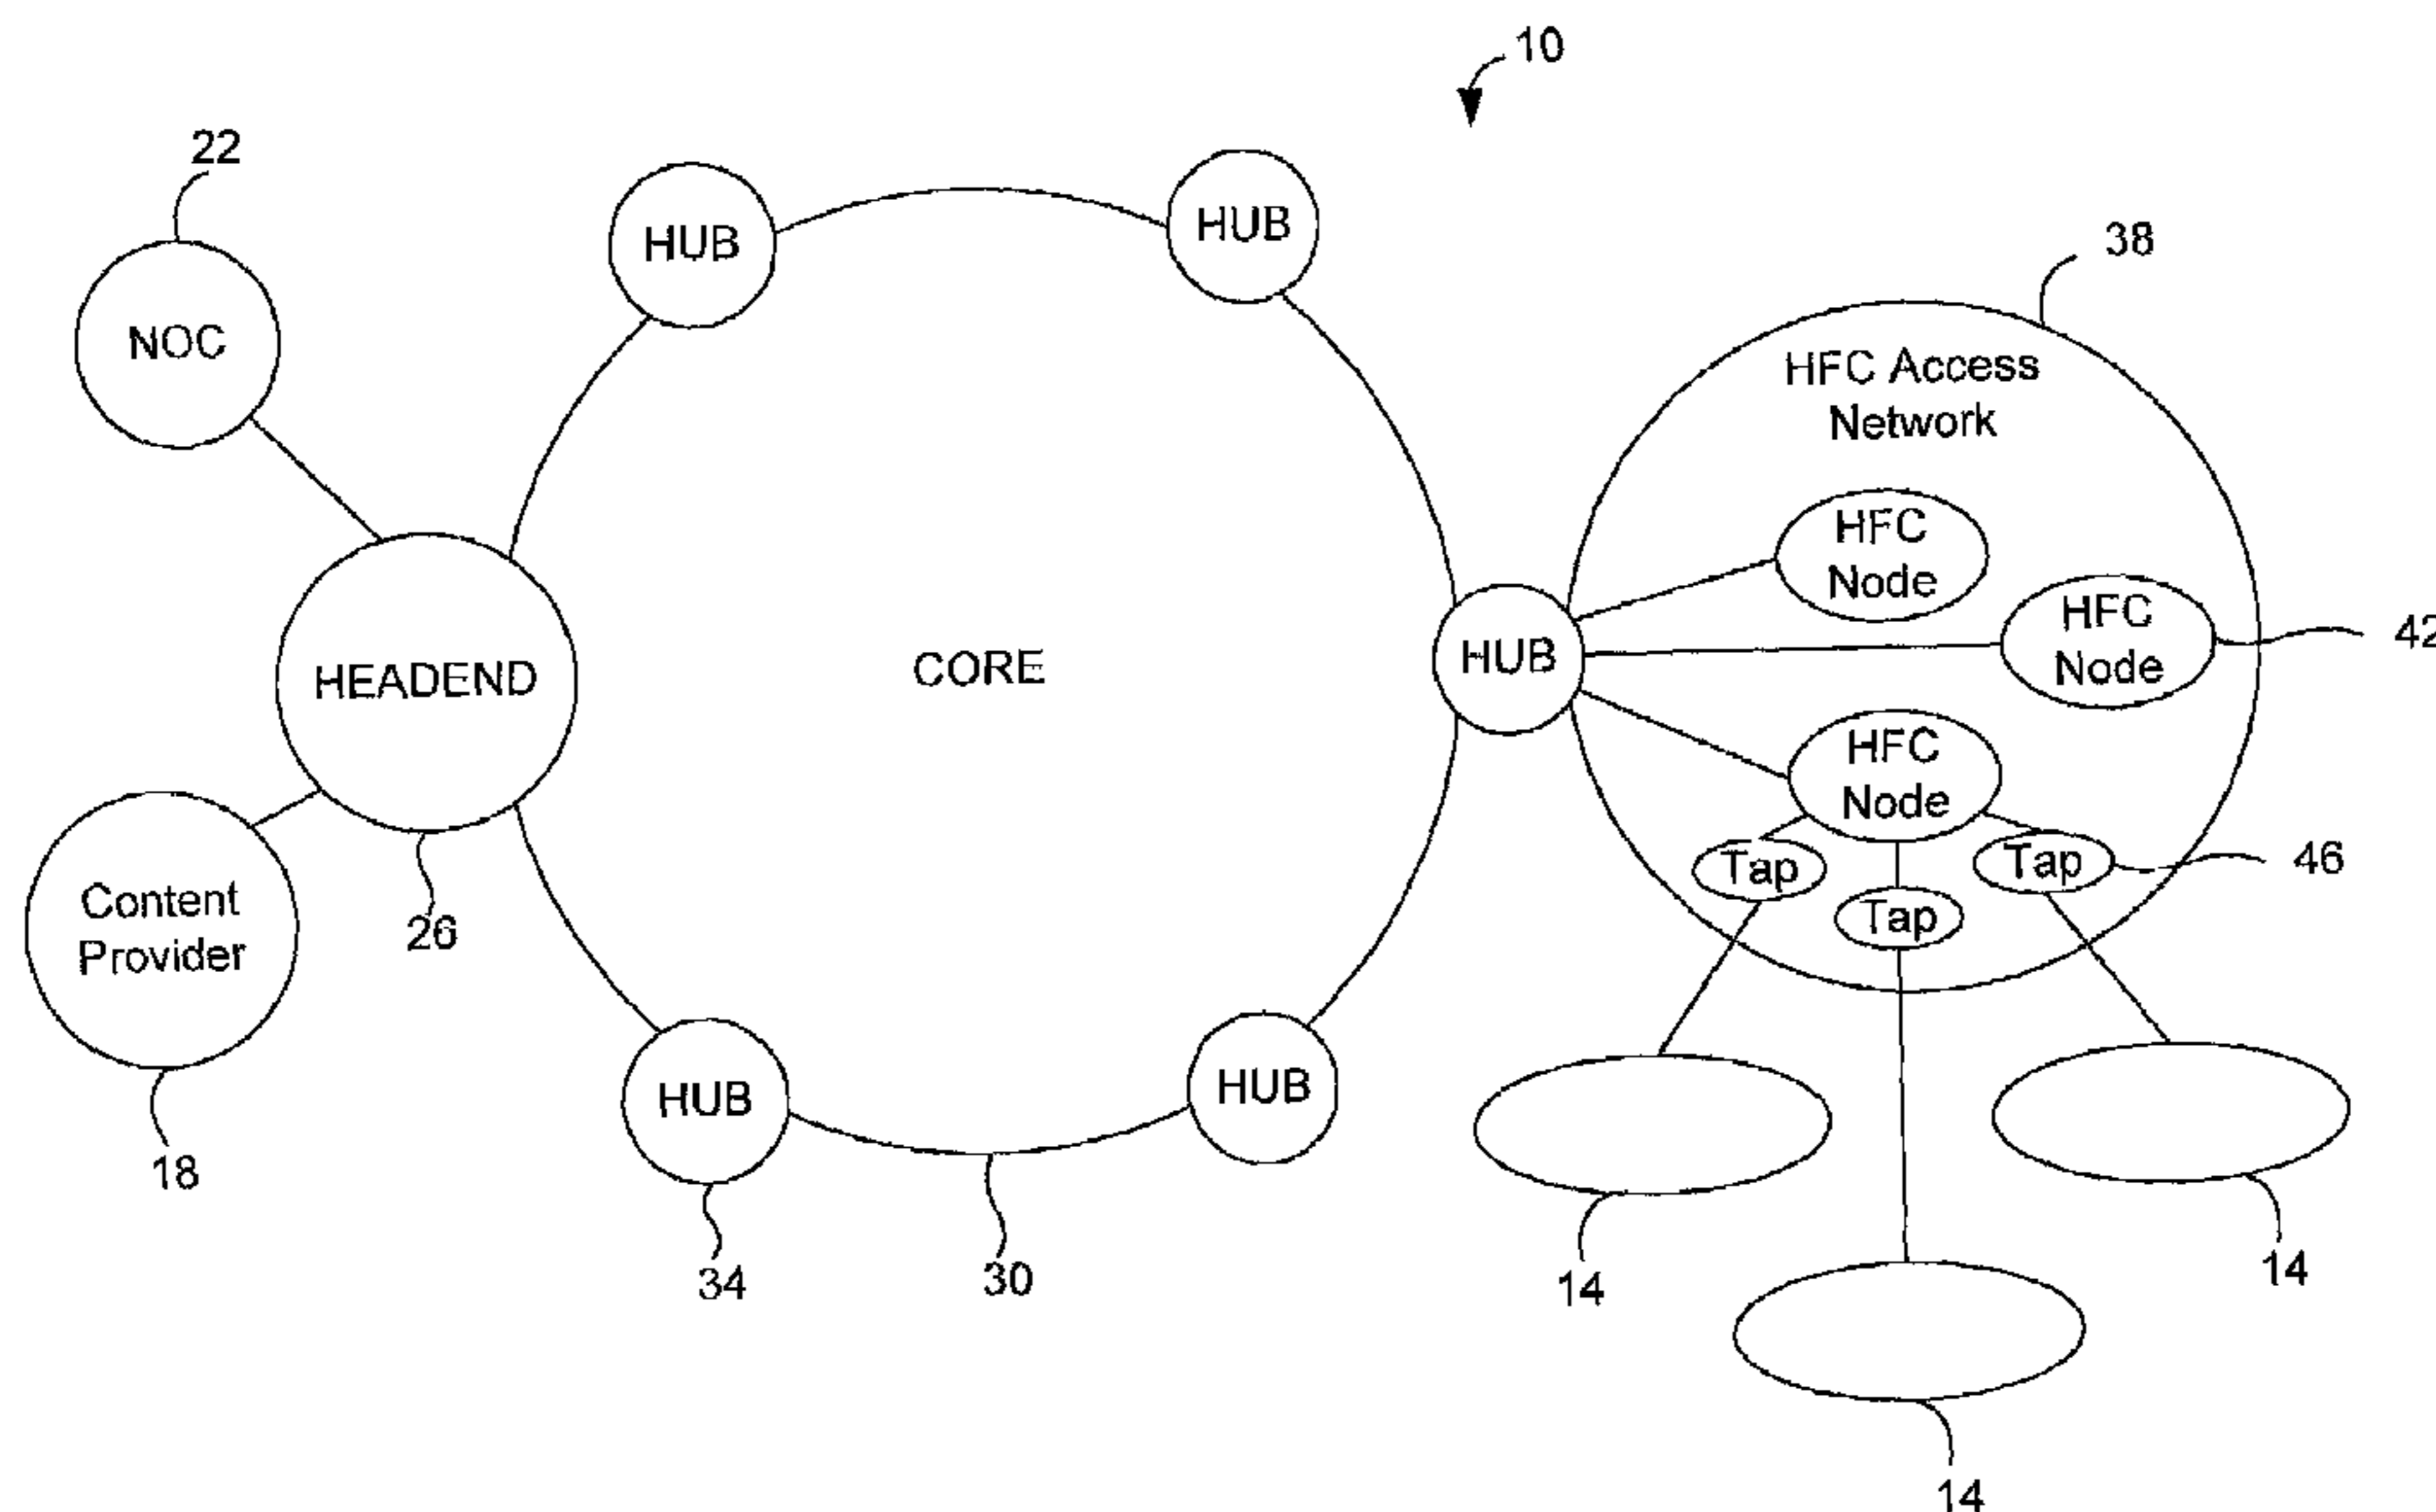 10
22
HUB
HUB
38
NOC
HFC Access
Network
HFC
Node
HFC
Node
42
HEADEND
CORE
HUB
HFC
Node
Tap
Tap
46
Tap
Content
Provider
26
HUB
HUB
18
34
30
14
14
14